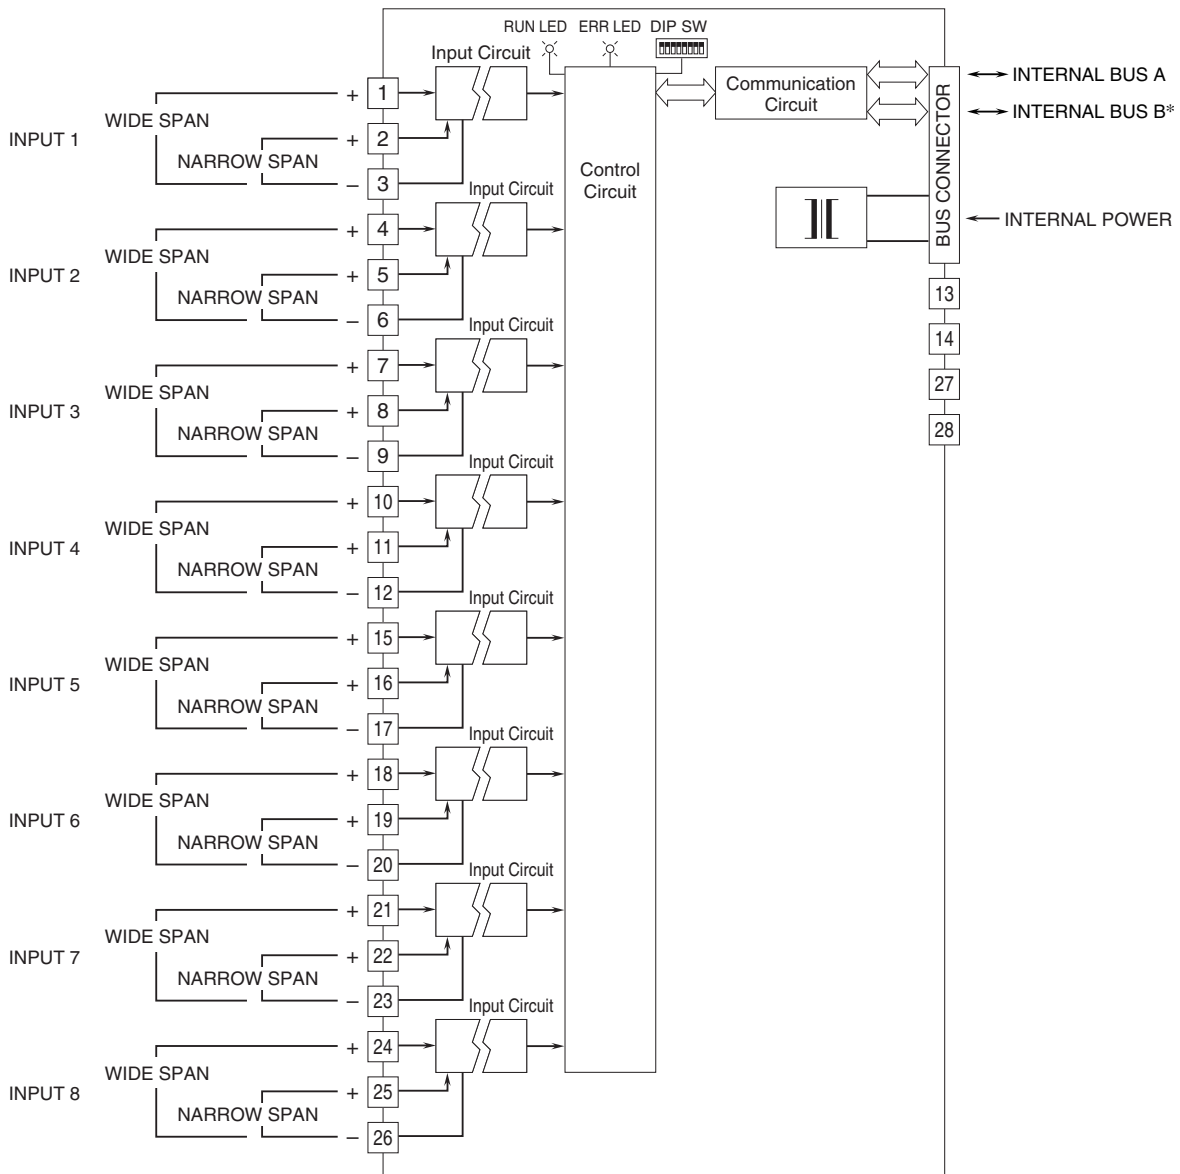 RUN LED ERR LED DIP SW
Input Circuit
INTERNAL BUS A
Communication
Circuit
INTERNAL BUS B*
BUS CONNECTOR
INTERNAL POWER
Control
Circuit
13
14
27
28
INPUT 1
WIDE SPAN
NARROW SPAN
+ 1
+ 2
– 3
Input Circuit
INPUT 2
WIDE SPAN
NARROW SPAN
+ 4
+ 5
– 6
Input Circuit
INPUT 3
WIDE SPAN
NARROW SPAN
+ 7
+ 8
– 9
Input Circuit
INPUT 4
WIDE SPAN
NARROW SPAN
+ 10
+ 11
– 12
Input Circuit
INPUT 5
WIDE SPAN
NARROW SPAN
+ 15
+ 16
– 17
Input Circuit
INPUT 6
WIDE SPAN
NARROW SPAN
+ 18
+ 19
– 20
Input Circuit
INPUT 7
WIDE SPAN
NARROW SPAN
+ 21
+ 22
– 23
Input Circuit
INPUT 8
WIDE SPAN
NARROW SPAN
+ 24
+ 25
– 26